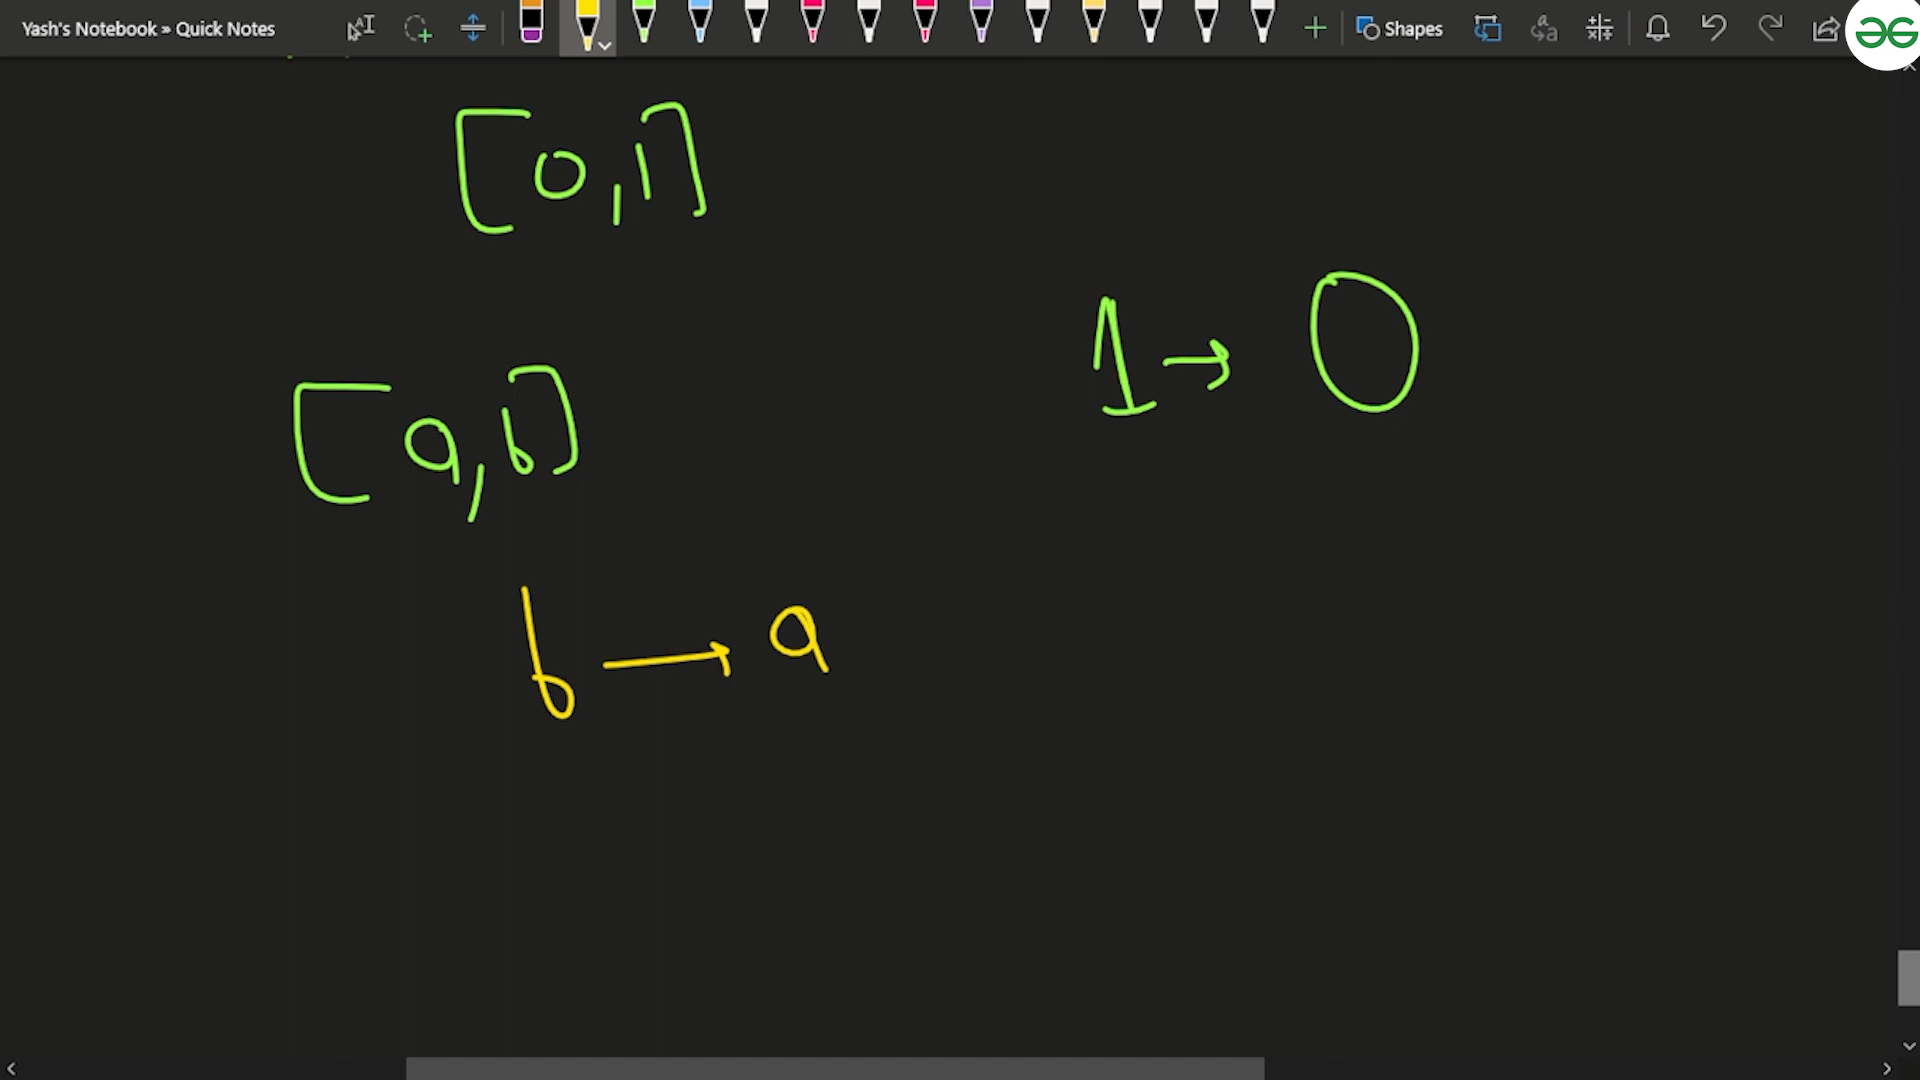 Yash's Notebook » Quick Notes
Shapes
[0,1]
1→ 0
[a,b]
b → a